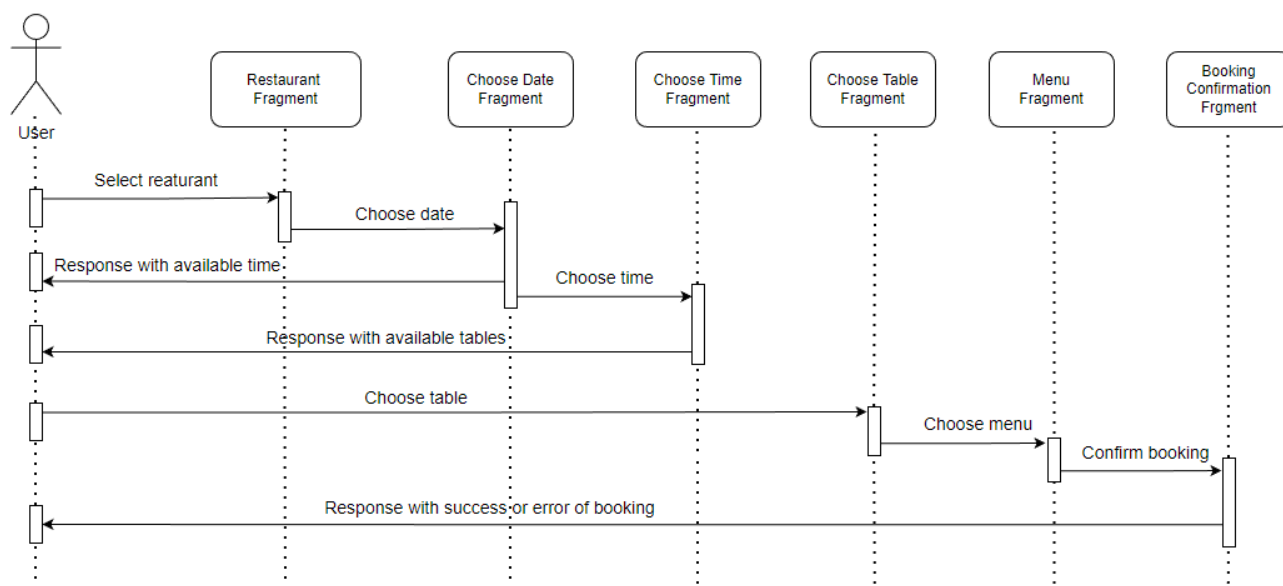 User
Restaurant
Fragment
Choose Date
Fragment
Choose Time
Fragment
Choose Table
Fragment
Menu
Fragment
Booking
Confirmation
Frgment
Select reaturant
Choose date
Response with available time
Choose time
Response with available tables
Choose table
Choose menu
Confirm booking
Response with success or error of booking